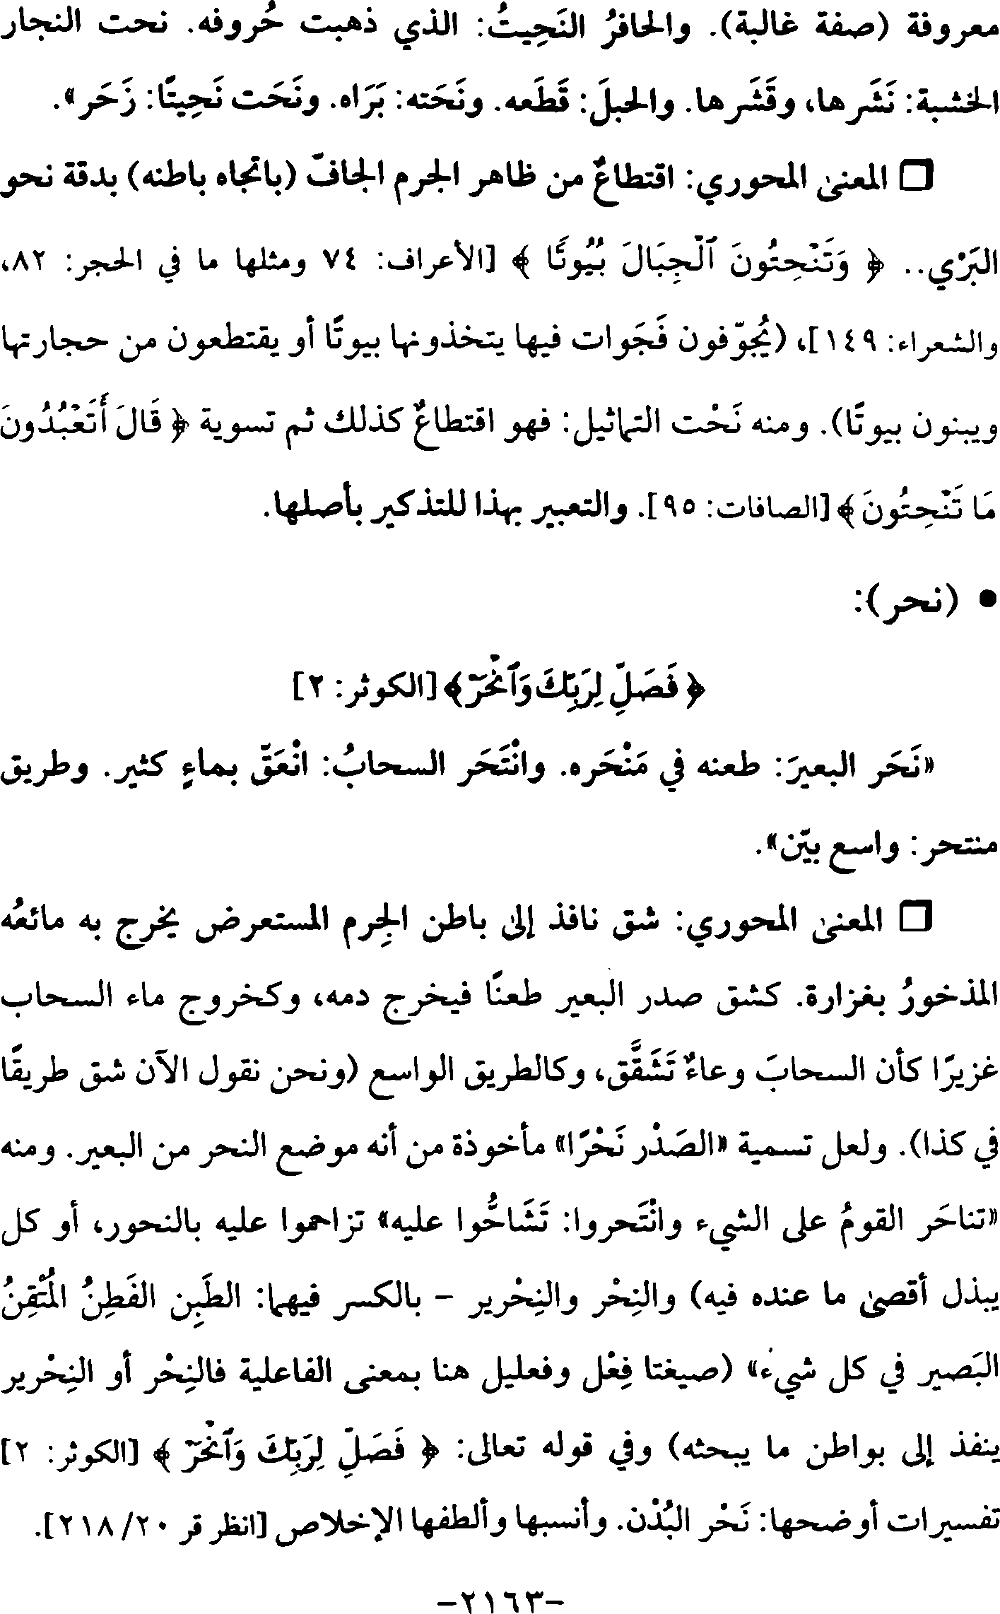 معروفة (صفة غالبة). والحافرُ النَحِيتُ: الذي ذهبت حُروفه. نحت النجار
الخشبة: نَشَرها، وقَشَرها. والحبلَ: قَطَعه. ونَحَته: بَرَاه. ونَحَت نَحِيتًا: زَحَر».
❒ المعنى المحوري: اقتطاعٌ من ظاهر الجرم الجافّ (باتجاه باطنه) بدقة نحو
البَرْي.. ﴿ وَتَنْحِتُونَ ٱلْجِبَالَ بُيُوتًا ﴾ [الأعراف: ٧٤ ومثلها ما في الحجر: ٨٢،
والشعراء: ١٤٩]، (يُجوّفون فَجَوات فيها يتخذونها بيوتًا أو يقتطعون من حجارتها
ويبنون بيوتًا). ومنه نَحْت التماثيل: فهو اقتطاعٌ كذلك ثم تسوية ﴿ قَالَ أَتَعْبُدُونَ
مَا تَنْحِتُونَ ﴾ [الصافات: ٩٥]. والتعبير بهذا للتذكير بأصلها.
• (نحر):
﴿ فَصَلِّ لِرَبِّكَ وَٱنْحَرْ ﴾ [الكوثر: ٢]
«نَحَر البعيرَ: طعنه في مَنْحَره. وانْتَحَر السحابُ: انْعَقّ بماءٍ كثير. وطريق
منتحر: واسع بيّن».
❒ المعنى المحوري: شق نافذ إلى باطن الجِرم المستعرض يخرج به مائعُه
المذخورُ بغزارة. كشق صدر البعير طعنًا فيخرج دمه، وكخروج ماء السحاب
غزيرًا كأن السحابَ وعاءٌ تَشَقَّق، وكالطريق الواسع (ونحن نقول الآن شق طريقًا
في كذا). ولعل تسمية «الصَدْر نَحْرًا» مأخوذة من أنه موضع النحر من البعير. ومنه
«تناحَر القومُ على الشيء وانْتَحروا: تَشَاحُّوا عليه» تزاحموا عليه بالنحور، أو كل
يبذل أقصى ما عنده فيه) والنِحْر والنِحْرير - بالكسر فيهما: الطَبِن الفَطِنُ المُتْقِنُ
البَصير في كل شيء» (صيغتا فِعْل وفعليل هنا بمعنى الفاعلية فالنِحْر أو النِحْرير
ينفذ إلى بواطن ما يبحثه) وفي قوله تعالى: ﴿ فَصَلِّ لِرَبِّكَ وَٱنْحَرْ ﴾ [الكوثر: ٢]
تفسيرات أوضحها: نَحْر البُدْن. وأنسبها وألطفها الإخلاص [انظر قر ٢٠/ ٢١٨].
-٢١٦٣-